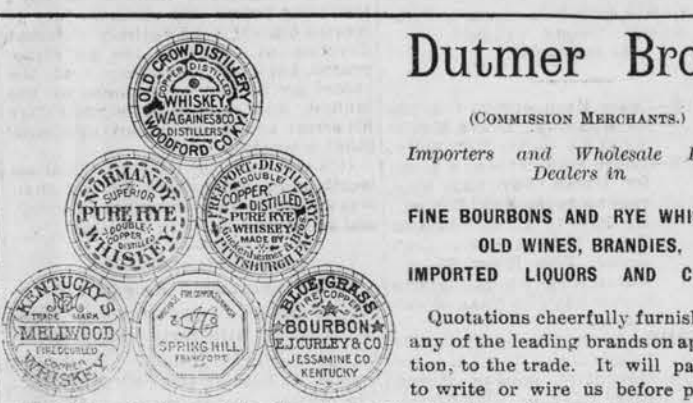 OLD CROW DISTILLERY
COPPER DISTILLED
WHISKEY
W.A.GAINES&CO.
DISTILLERS
WOODFORD CO KY.
NORMANDY
SUPERIOR
PURE RYE
DOUBLE
COPPER
DISTILLED
WHISKEY
FREEPORT DISTILLERY
DOUBLE
COPPER DISTILLED
PURE RYE
WHISKEY
MADE BY
PITTSBURGH PA.
KENTUCKY'S
TRADE MARK
MELLWOOD
FIRE DOUBLED
COPPER
WHISKEY
SPRING HILL
FRANKFORT
BLUE GRASS
FIRE COPPER
BOURBON
E.J.CURLEY & CO
JESSAMINE CO.
KENTUCKY
Dutmer Bro
(COMMISSION MERCHANTS.)
Importers and Wholesale
Dealers in
FINE BOURBONS AND RYE WHI
OLD WINES, BRANDIES,
IMPORTED LIQUORS AND C
Quotations cheerfully furnish
any of the leading brands on ap
tion, to the trade. It will pa
to write or wire us before p